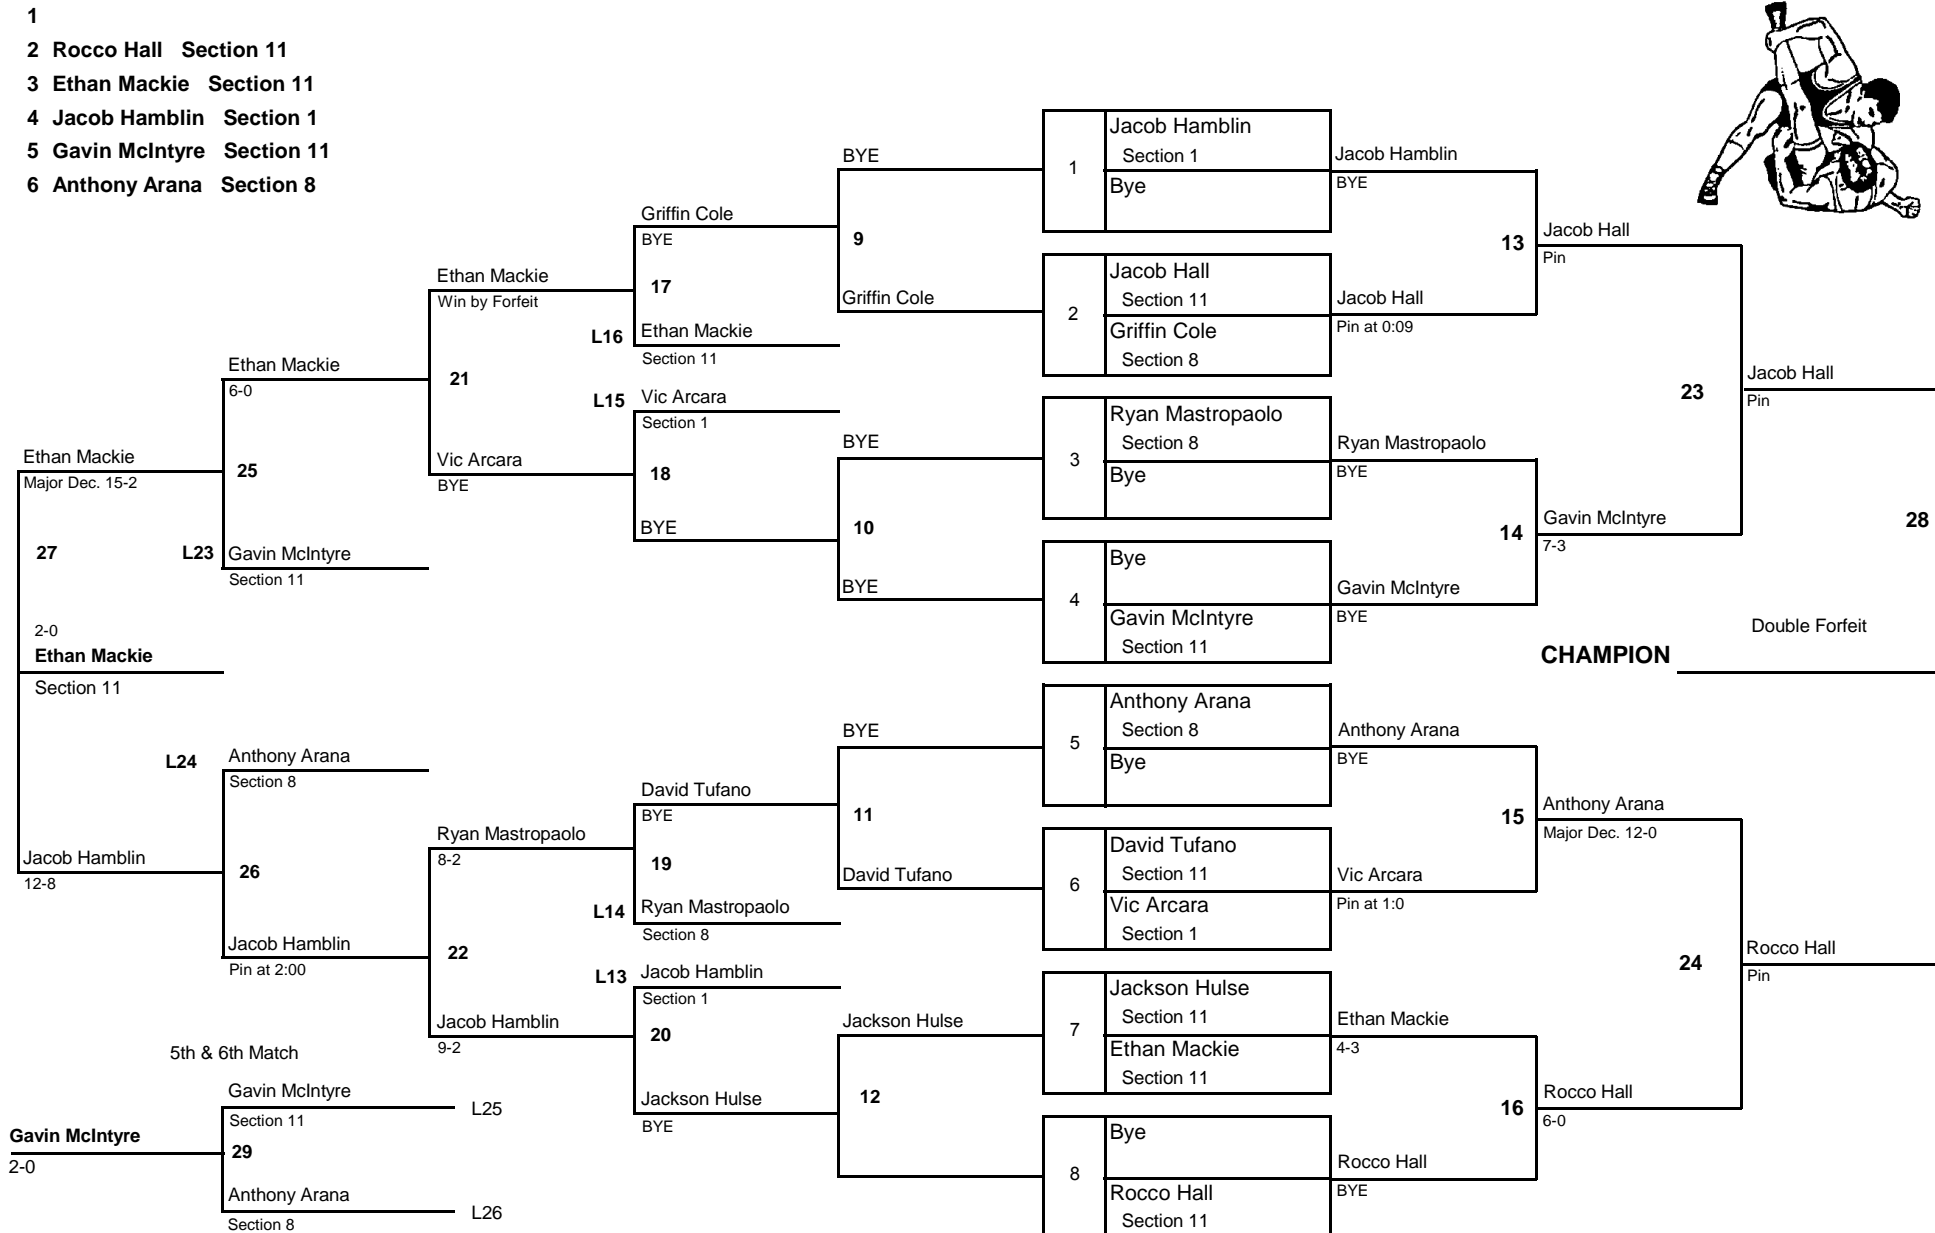 1
2 Rocco Hall Section 11
3 Ethan Mackie Section 11
4 Jacob Hamblin Section 1
5 Gavin McIntyre Section 11
6 Anthony Arana Section 8
Ethan Mackie
Major Dec. 15-2
27
2-0
Ethan Mackie
Section 11
Jacob Hamblin
12-8
5th & 6th Match
Gavin McIntyre
2-0
Ethan Mackie
6-0
25
L23 Gavin McIntyre
Section 11
L24 Anthony Arana
Section 8
26
Jacob Hamblin
Pin at 2:00
Gavin McIntyre L25
Section 11
29
Anthony Arana L26
Section 8
Ethan Mackie
Win by Forfeit
21
Vic Arcara
BYE
Ryan Mastropaolo
8-2
22
Jacob Hamblin
9-2
Griffin Cole
BYE
17
L16 Ethan Mackie
Section 11
L15 Vic Arcara
Section 1
18
BYE
David Tufano
BYE
19
L14 Ryan Mastropaolo
Section 8
L13 Jacob Hamblin
Section 1
20
Jackson Hulse
BYE
BYE
9
Griffin Cole
BYE
10
BYE
BYE
11
David Tufano
Jackson Hulse
12
Jacob Hamblin
1 Section 1
Bye
Jacob Hall
Section 11
2
Griffin Cole
Section 8
Ryan Mastropaolo
Section 8
3
Bye
Bye
4
Gavin McIntyre
Section 11
Anthony Arana
Section 8
5
Bye
David Tufano
Section 11
6
Vic Arcara
Section 1
Jackson Hulse
Section 11
7
Ethan Mackie
Section 11
Bye
8
Rocco Hall
Section 11
Jacob Hamblin
BYE
13
Jacob Hall
Pin at 0:09
Ryan Mastropaolo
BYE
14
Gavin McIntyre
BYE
Anthony Arana
BYE
15
Vic Arcara
Pin at 1:0
Ethan Mackie
4-3
16
Rocco Hall
BYE
Jacob Hall
Pin
23
Gavin McIntyre
7-3
Anthony Arana
Major Dec. 12-0
24
Rocco Hall
6-0
Jacob Hall
Pin
28
Double Forfeit
CHAMPION
Rocco Hall
Pin